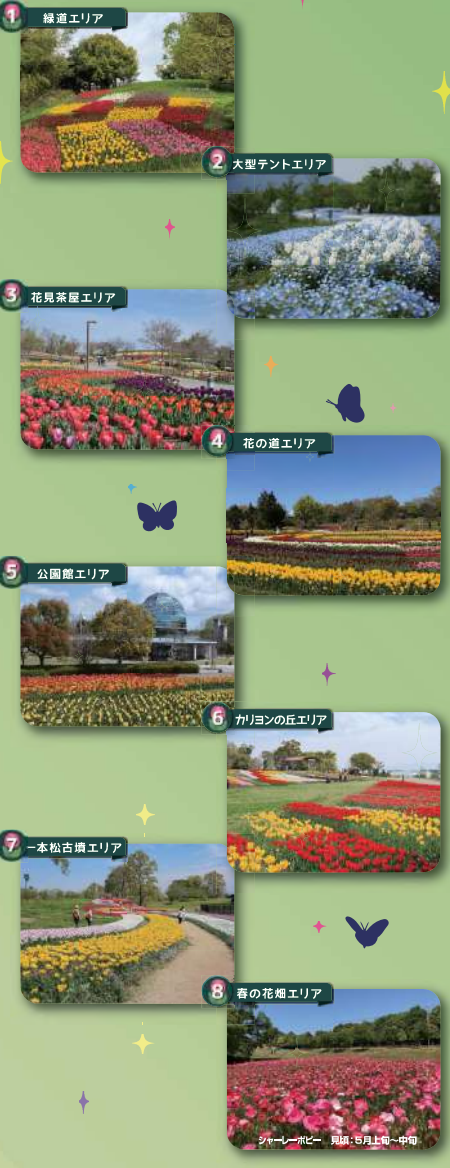 1 緑道エリア
2 大型テントエリア
3 花見茶屋エリア
4 花の道エリア
5 公園館エリア
6 カリヨンの丘エリア
7 一本松古墳エリア
8 春の花畑エリア
シャーレーポピー 見頃:5月上旬〜中旬